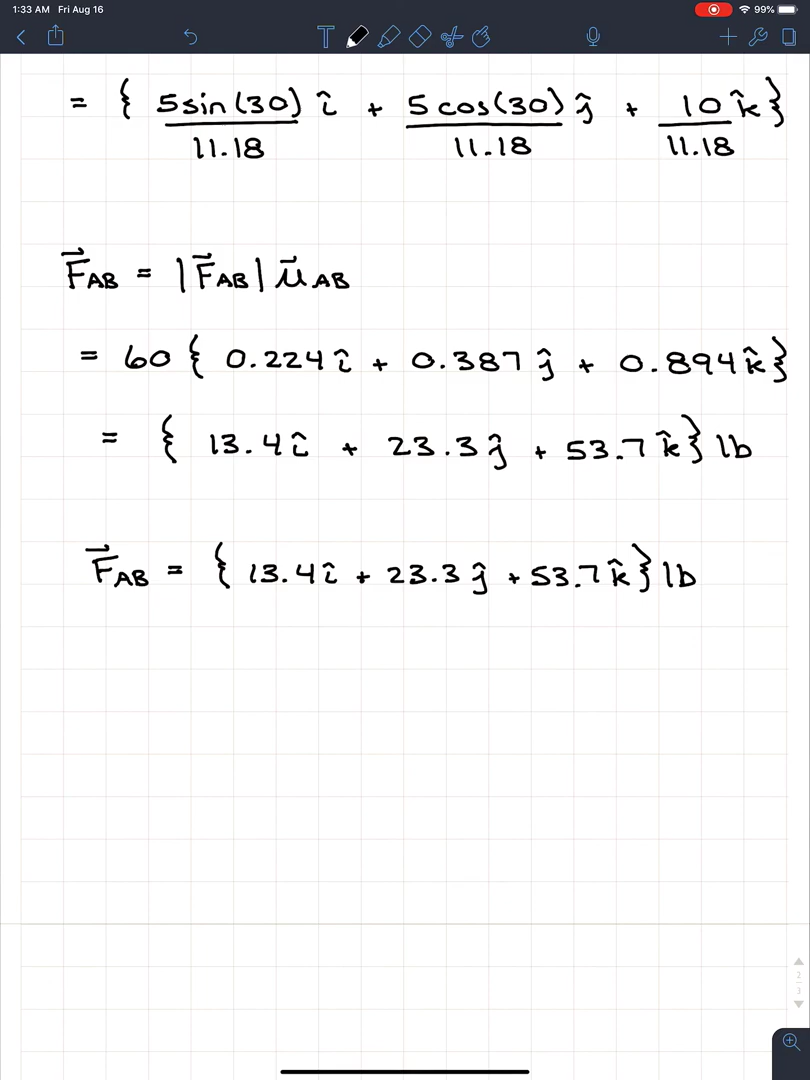 1:33 AM Fri Aug 16 99%
= { 5sin(30)/11.18 î + 5cos(30)/11.18 ĵ + 10/11.18 k̂}
F⃗AB = |F⃗AB| μ⃗AB
= 60 { 0.224 î + 0.387 ĵ + 0.894 k̂}
= { 13.4 î + 23.3 ĵ + 53.7 k̂} lb
F⃗AB = { 13.4 î + 23.3 ĵ + 53.7 k̂} lb
2
3